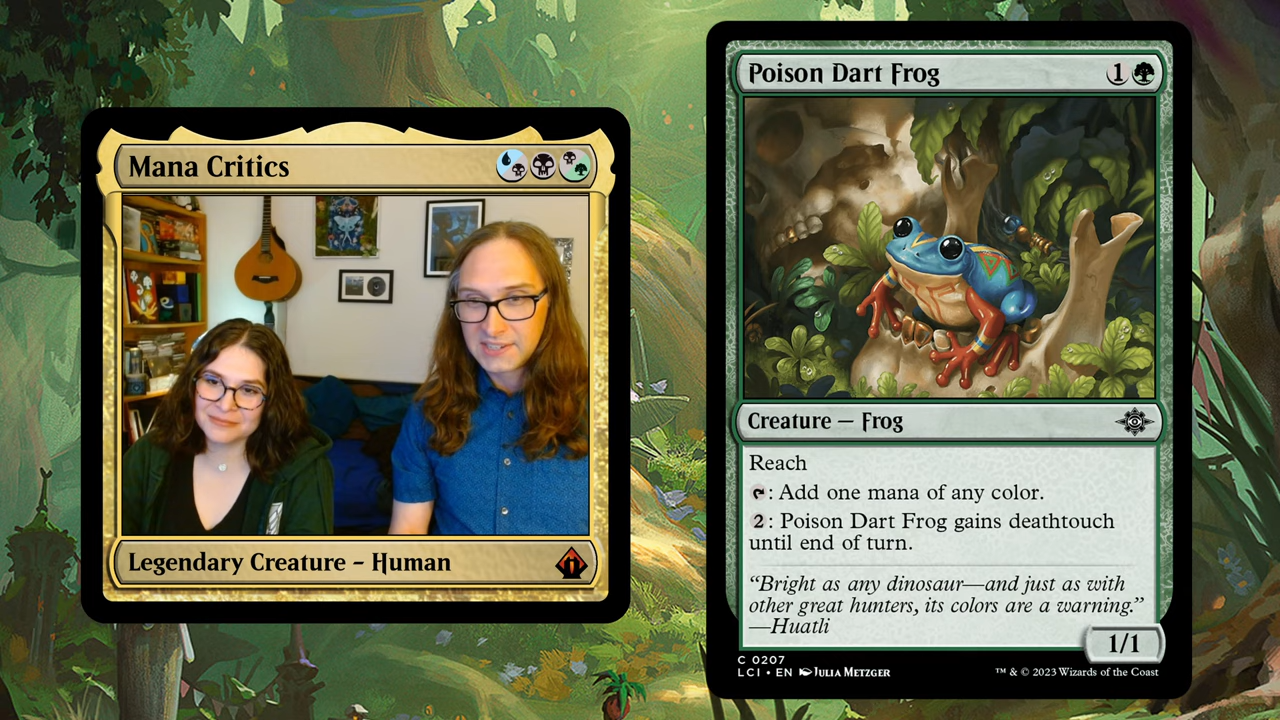 Mana Critics
Legendary Creature – Human
Poison Dart Frog
1
Reach
: Add one mana of any color.
2: Poison Dart Frog gains deathtouch
until end of turn.
“Bright as any dinosaur—and just as with
other great hunters, its colors are a warning.”
—Huatli
1/1
C 0207
LCI • EN JULIA METZGER
™ & © 2023 Wizards of the Coast